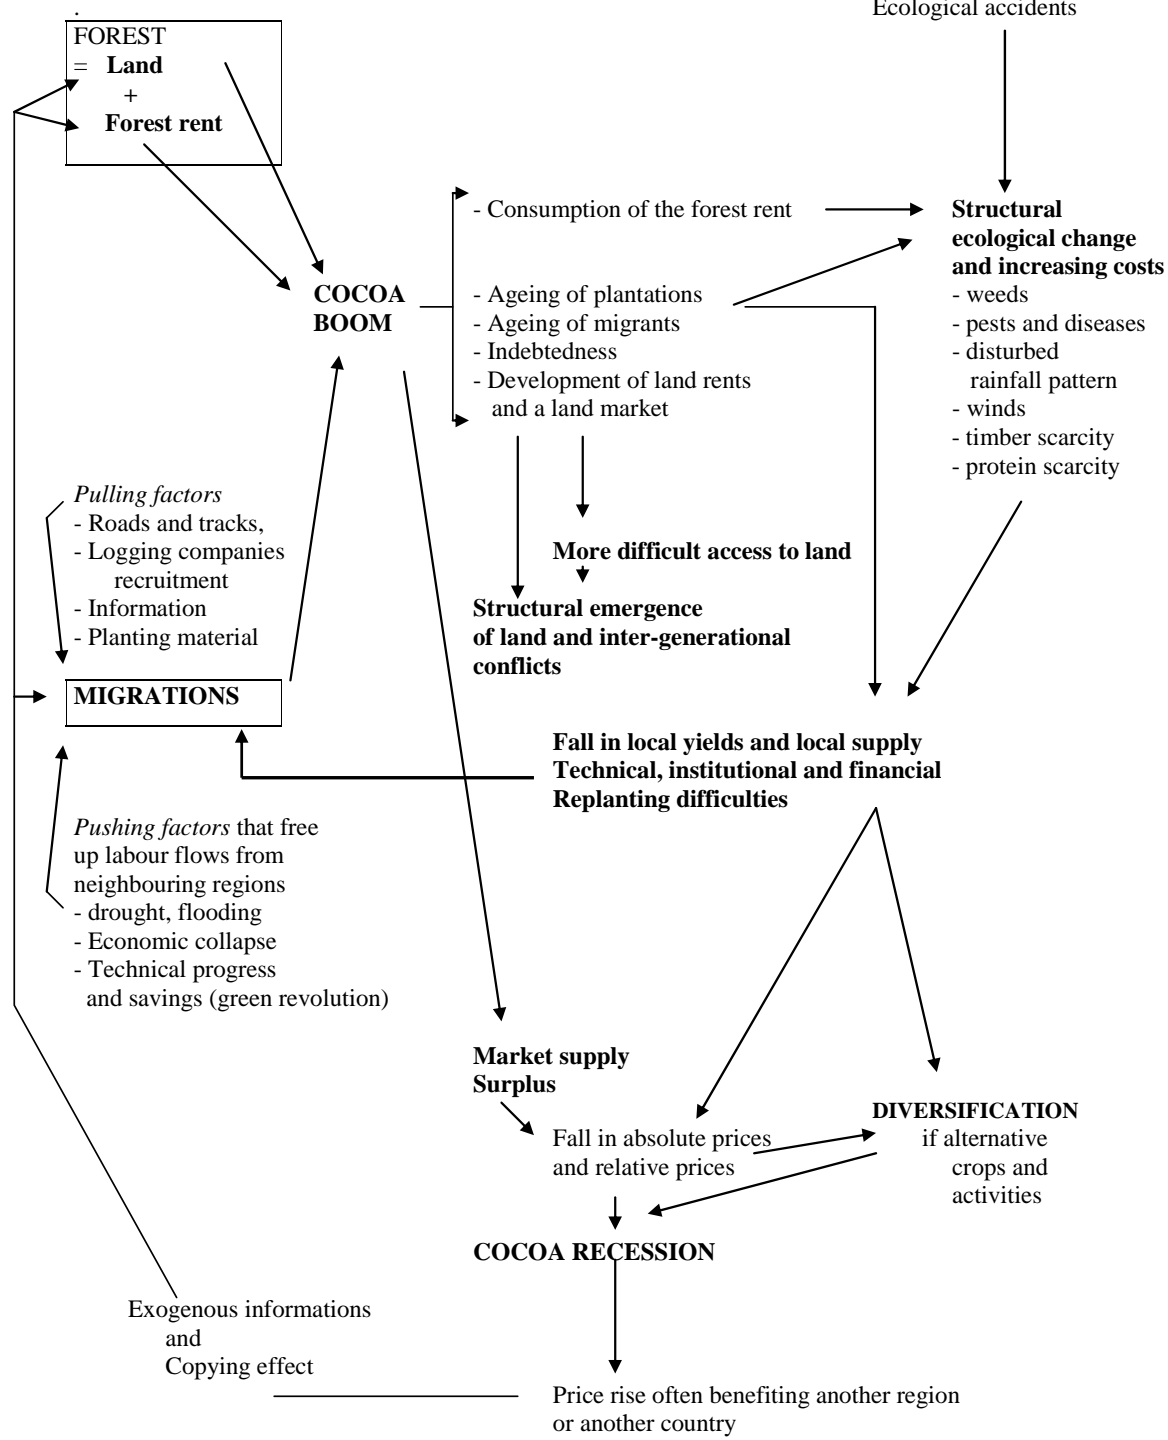 Ecological accidents
.
FOREST
= Land
+
Forest rent
- Consumption of the forest rent
Structural
ecological change
and increasing costs
- weeds
- pests and diseases
- disturbed
rainfall pattern
- winds
- timber scarcity
- protein scarcity
COCOA
BOOM
- Ageing of plantations
- Ageing of migrants
- Indebtedness
- Development of land rents
and a land market
Pulling factors
- Roads and tracks,
- Logging companies
recruitment
- Information
- Planting material
More difficult access to land
Structural emergence
of land and inter-generational
conflicts
MIGRATIONS
Fall in local yields and local supply
Technical, institutional and financial
Replanting difficulties
Pushing factors that free
up labour flows from
neighbouring regions
- drought, flooding
- Economic collapse
- Technical progress
and savings (green revolution)
Market supply
Surplus
DIVERSIFICATION
if alternative
crops and
activities
Fall in absolute prices
and relative prices
COCOA RECESSION
Exogenous informations
and
Copying effect
Price rise often benefiting another region
or another country